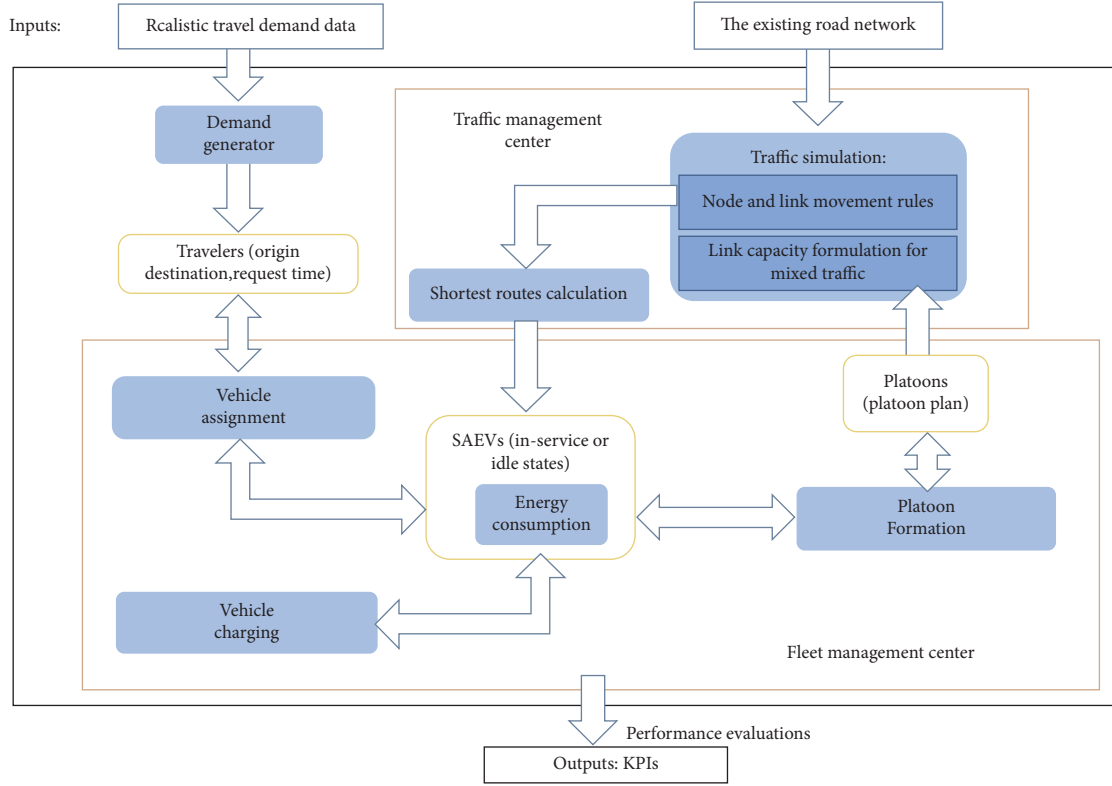 Inputs:
Rcalistic travel demand data
The existing road network
Demand
generator
Traffic management
center
Traffic simulation:
Node and link movement rules
Link capacity formulation for
mixed traffic
Travelers (origin
destination,request time)
Shortest routes calculation
Vehicle
assignment
Platoons
(platoon plan)
SAEVs (in-service or
idle states)
Energy
consumption
Platoon
Formation
Vehicle
charging
Fleet management center
Performance evaluations
Outputs: KPIs